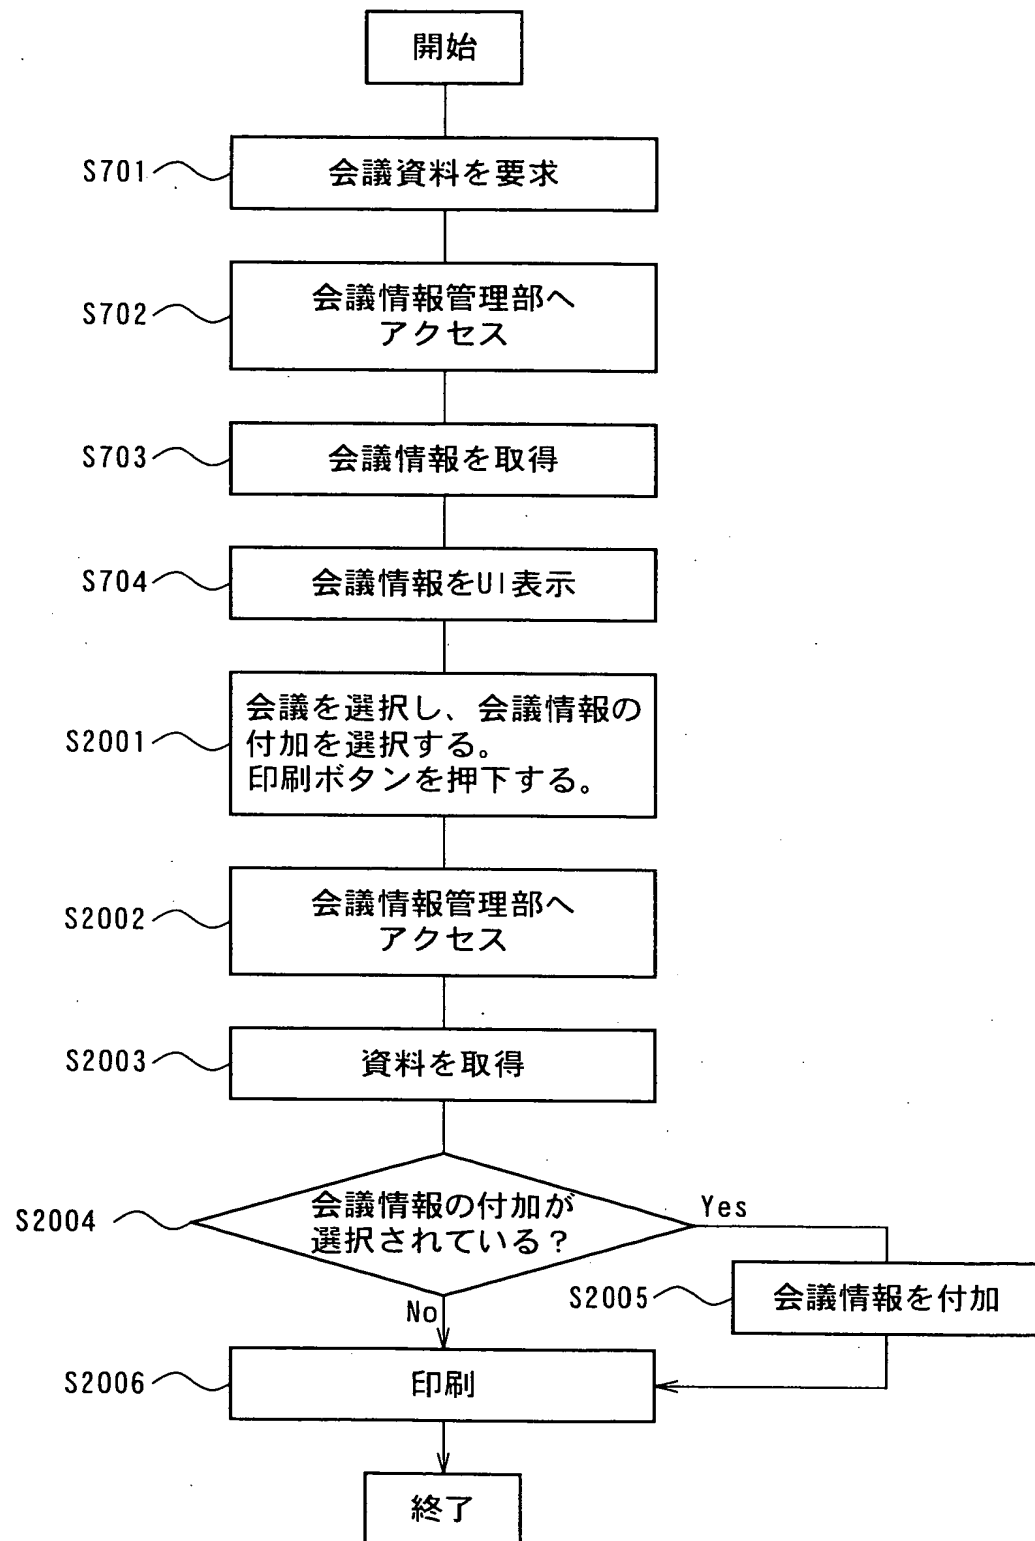 開始
S701
会議資料を要求
S702
会議情報管理部へ
アクセス
S703
会議情報を取得
S704
会議情報をUI表示
S2001
会議を選択し、会議情報の
付加を選択する。
印刷ボタンを押下する。
S2002
会議情報管理部へ
アクセス
S2003
資料を取得
S2004
会議情報の付加が
選択されている?
Yes
No
S2005
会議情報を付加
S2006
印刷
終了